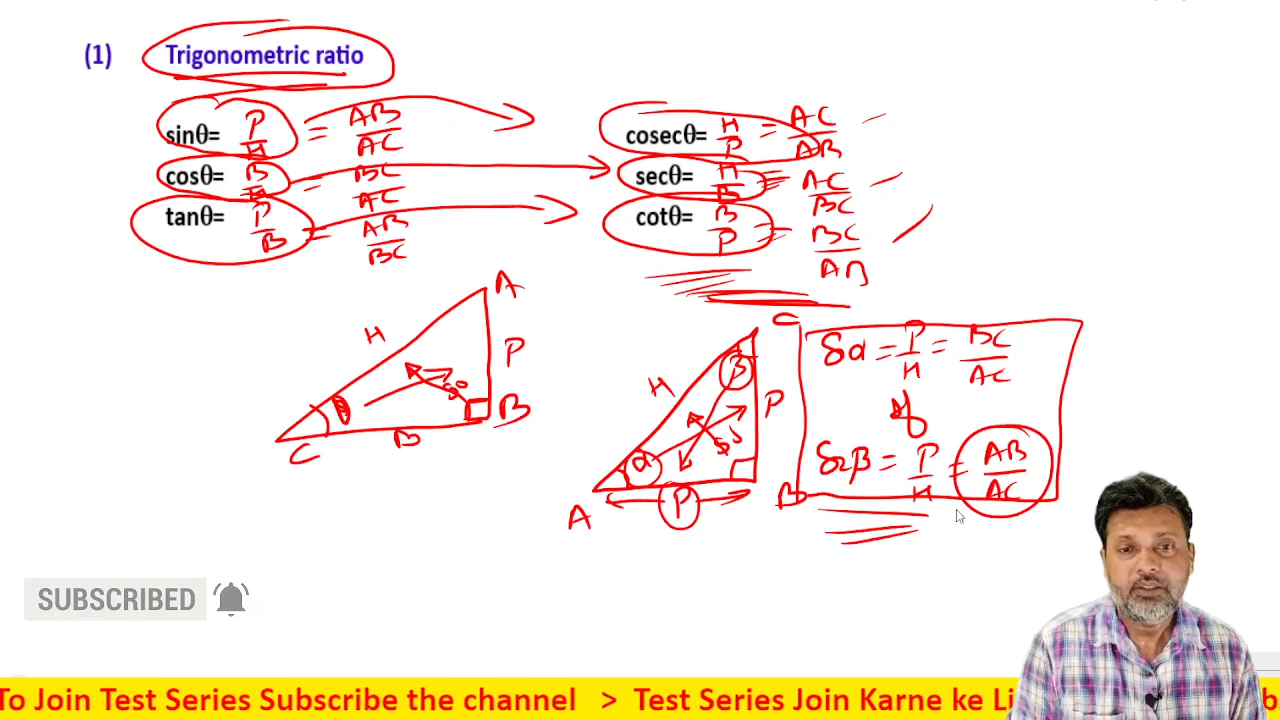 (1) Trigonometric ratio
sinθ= P/H = AB/AC
cosecθ= H/P = AC/AB
cosθ= B/H = BC/AC
secθ= H/B = AC/BC
tanθ= P/B = AB/BC
cotθ= B/P = BC/AB
A
H
P
θ
B
C
B
C
β
H
P
α
A
P
B
= P/H = BC/AC
β = P/H = AB/AC
SUBSCRIBED
To Join Test Series Subscribe the channel > Test Series Join Karne ke Li